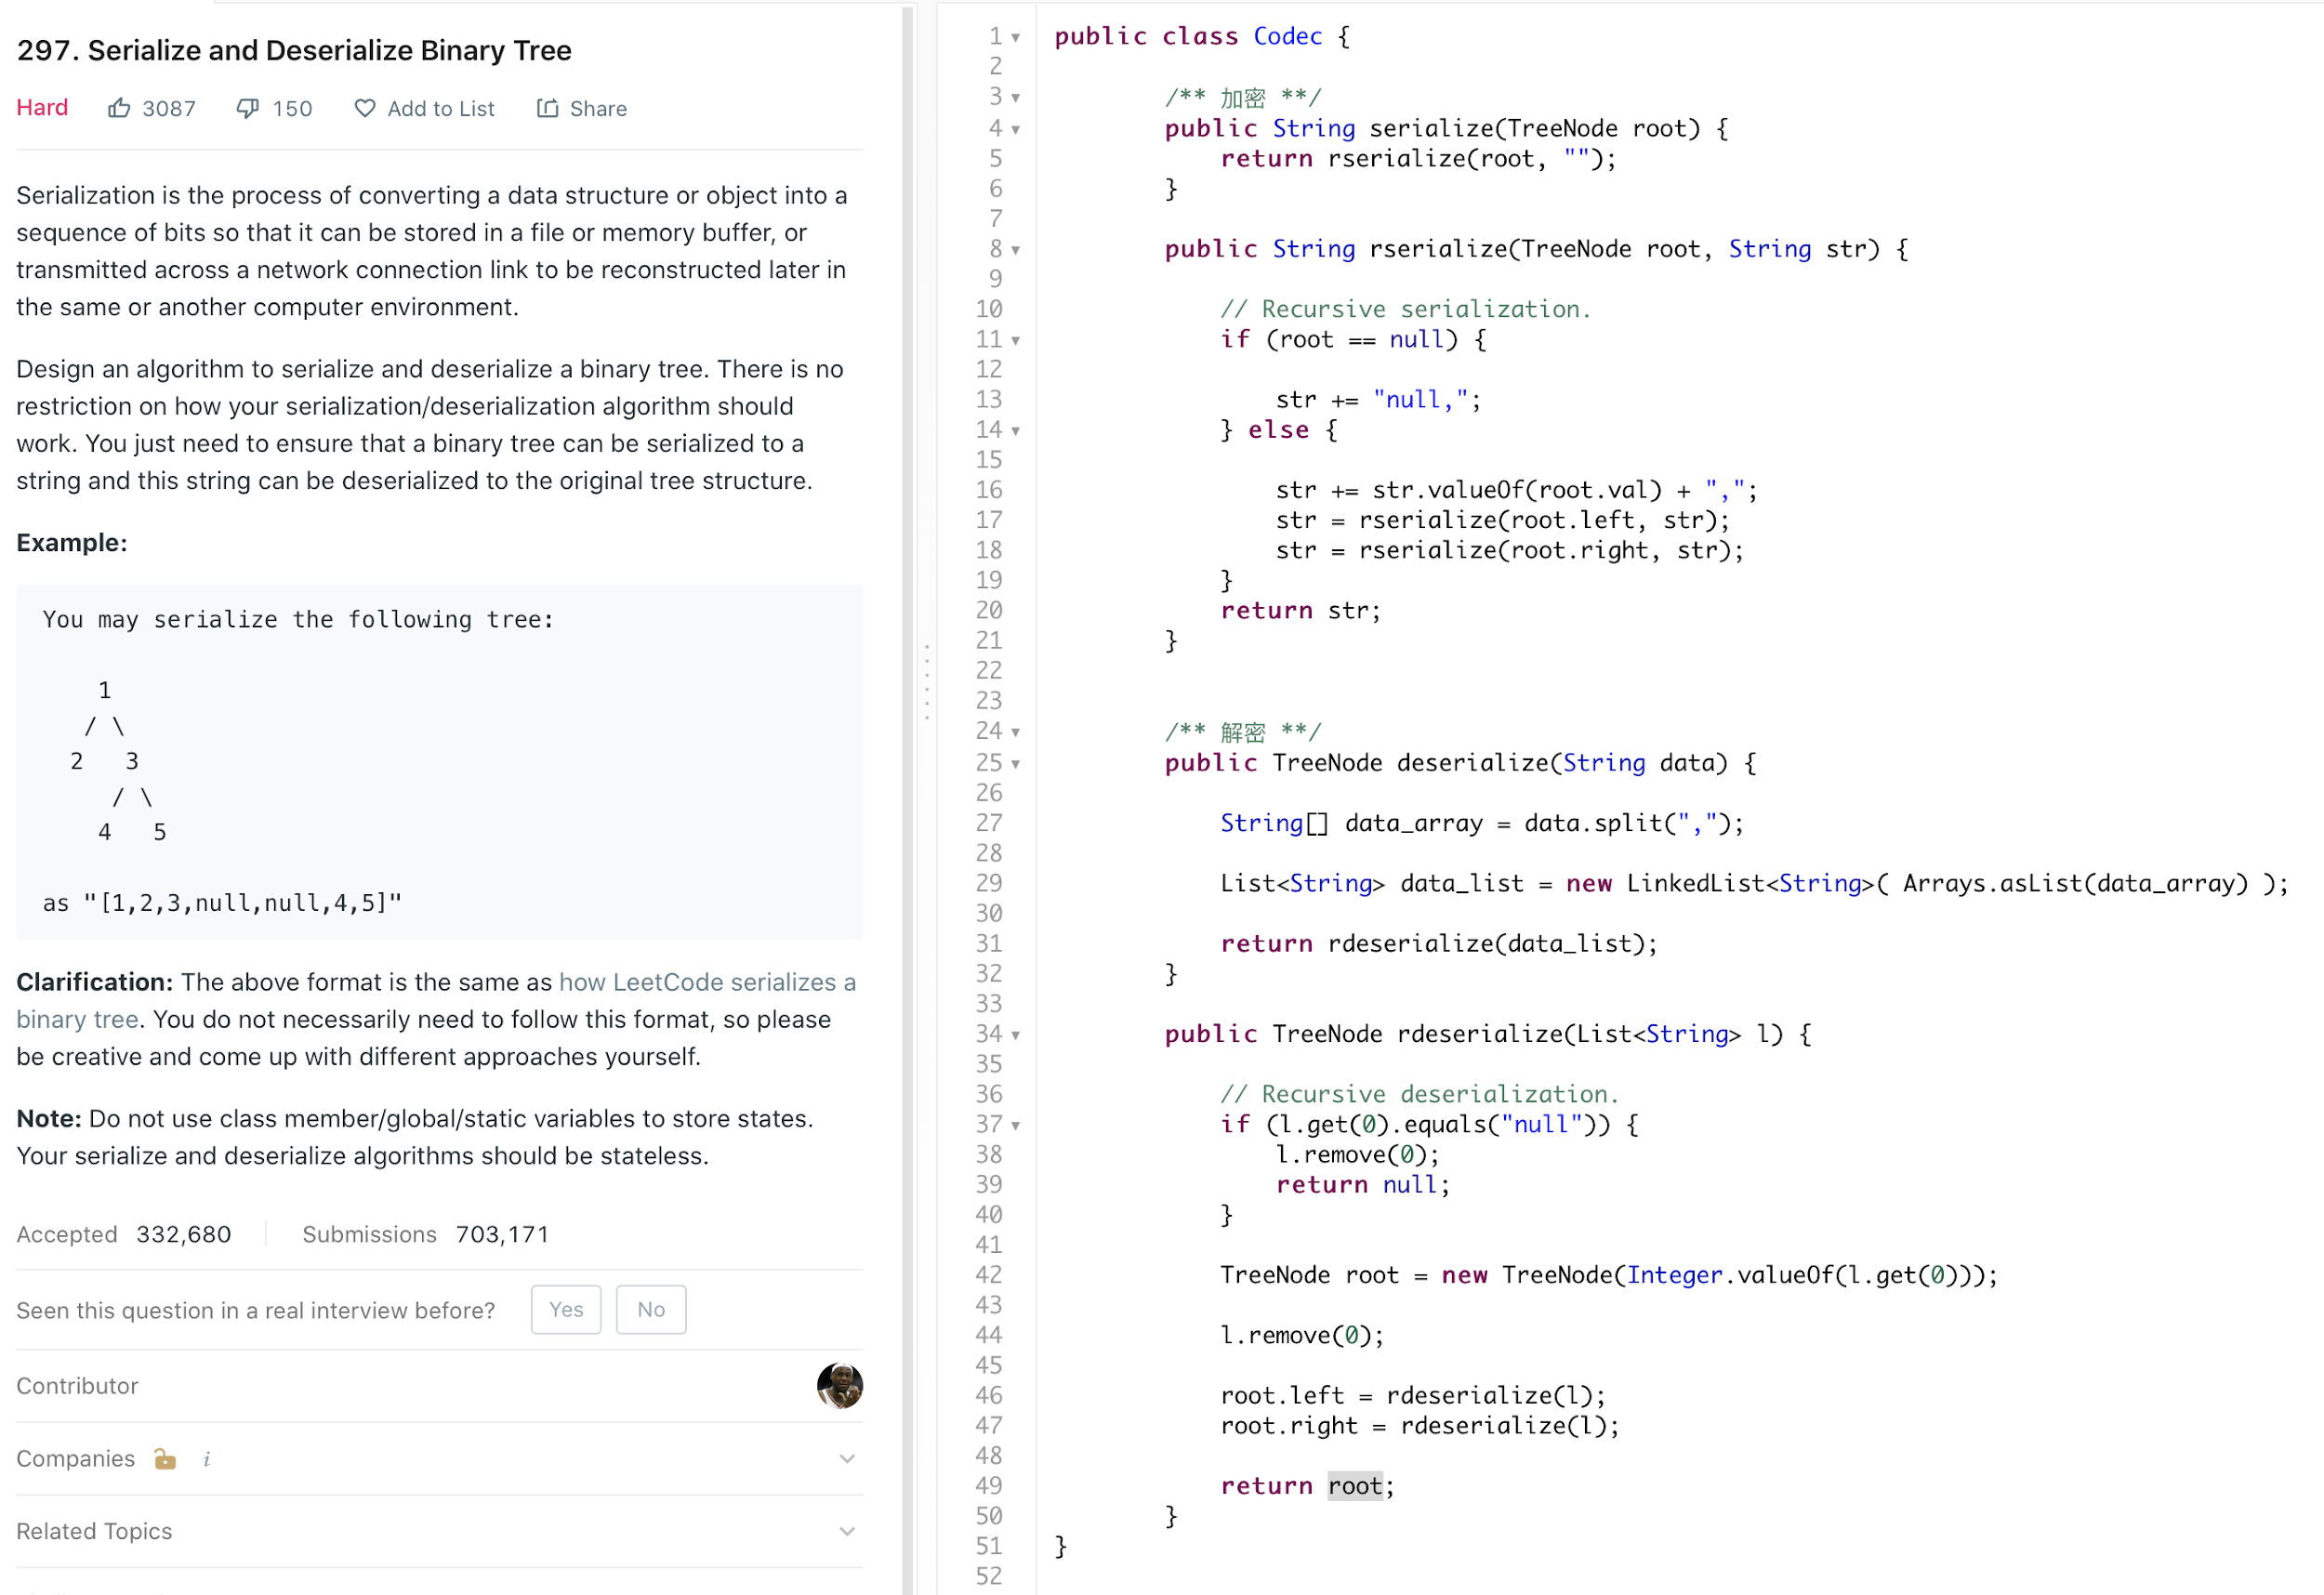 297. Serialize and Deserialize Binary Tree
Hard 3087 150 Add to List Share
Serialization is the process of converting a data structure or object into a
sequence of bits so that it can be stored in a file or memory buffer, or
transmitted across a network connection link to be reconstructed later in
the same or another computer environment.
Design an algorithm to serialize and deserialize a binary tree. There is no
restriction on how your serialization/deserialization algorithm should
work. You just need to ensure that a binary tree can be serialized to a
string and this string can be deserialized to the original tree structure.
Example:
You may serialize the following tree:
    1
   / \
  2   3
     / \
    4   5
as "[1,2,3,null,null,4,5]"
Clarification: The above format is the same as how LeetCode serializes a
binary tree. You do not necessarily need to follow this format, so please
be creative and come up with different approaches yourself.
Note: Do not use class member/global/static variables to store states.
Your serialize and deserialize algorithms should be stateless.
Accepted 332,680 Submissions 703,171
Seen this question in a real interview before? Yes No
Contributor
Companies i
Related Topics
1 public class Codec {
2
3 /** 加密 **/
4 public String serialize(TreeNode root) {
5 return rserialize(root, "");
6 }
7
8 public String rserialize(TreeNode root, String str) {
9
10 // Recursive serialization.
11 if (root == null) {
12
13 str += "null,";
14 } else {
15
16 str += str.valueOf(root.val) + ",";
17 str = rserialize(root.left, str);
18 str = rserialize(root.right, str);
19 }
20 return str;
21 }
22
23
24 /** 解密 **/
25 public TreeNode deserialize(String data) {
26
27 String[] data_array = data.split(",");
28
29 List<String> data_list = new LinkedList<String>( Arrays.asList(data_array) );
30
31 return rdeserialize(data_list);
32 }
33
34 public TreeNode rdeserialize(List<String> l) {
35
36 // Recursive deserialization.
37 if (l.get(0).equals("null")) {
38 l.remove(0);
39 return null;
40 }
41
42 TreeNode root = new TreeNode(Integer.valueOf(l.get(0)));
43
44 l.remove(0);
45
46 root.left = rdeserialize(l);
47 root.right = rdeserialize(l);
48
49 return root;
50 }
51 }
52